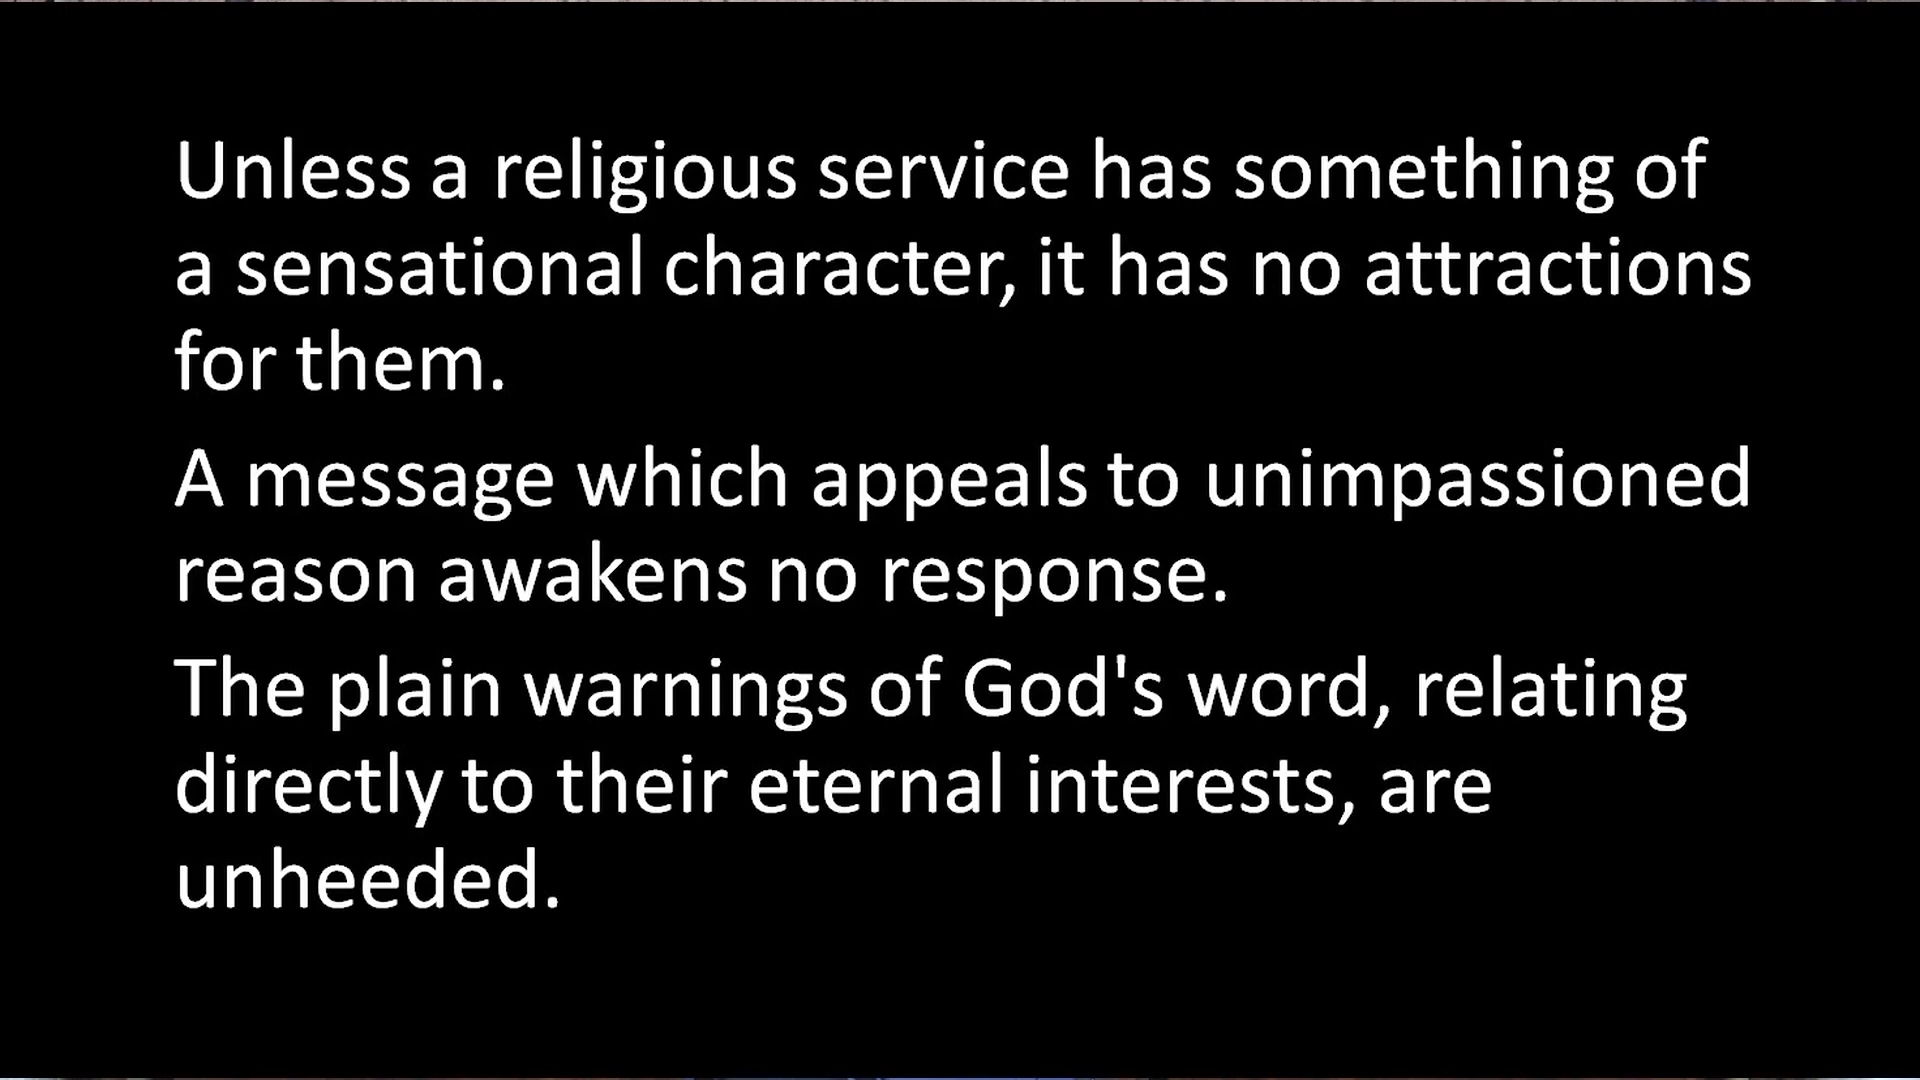 Unless a religious service has something of
a sensational character, it has no attractions
for them.
A message which appeals to unimpassioned
reason awakens no response.
The plain warnings of God's word, relating
directly to their eternal interests, are
unheeded.